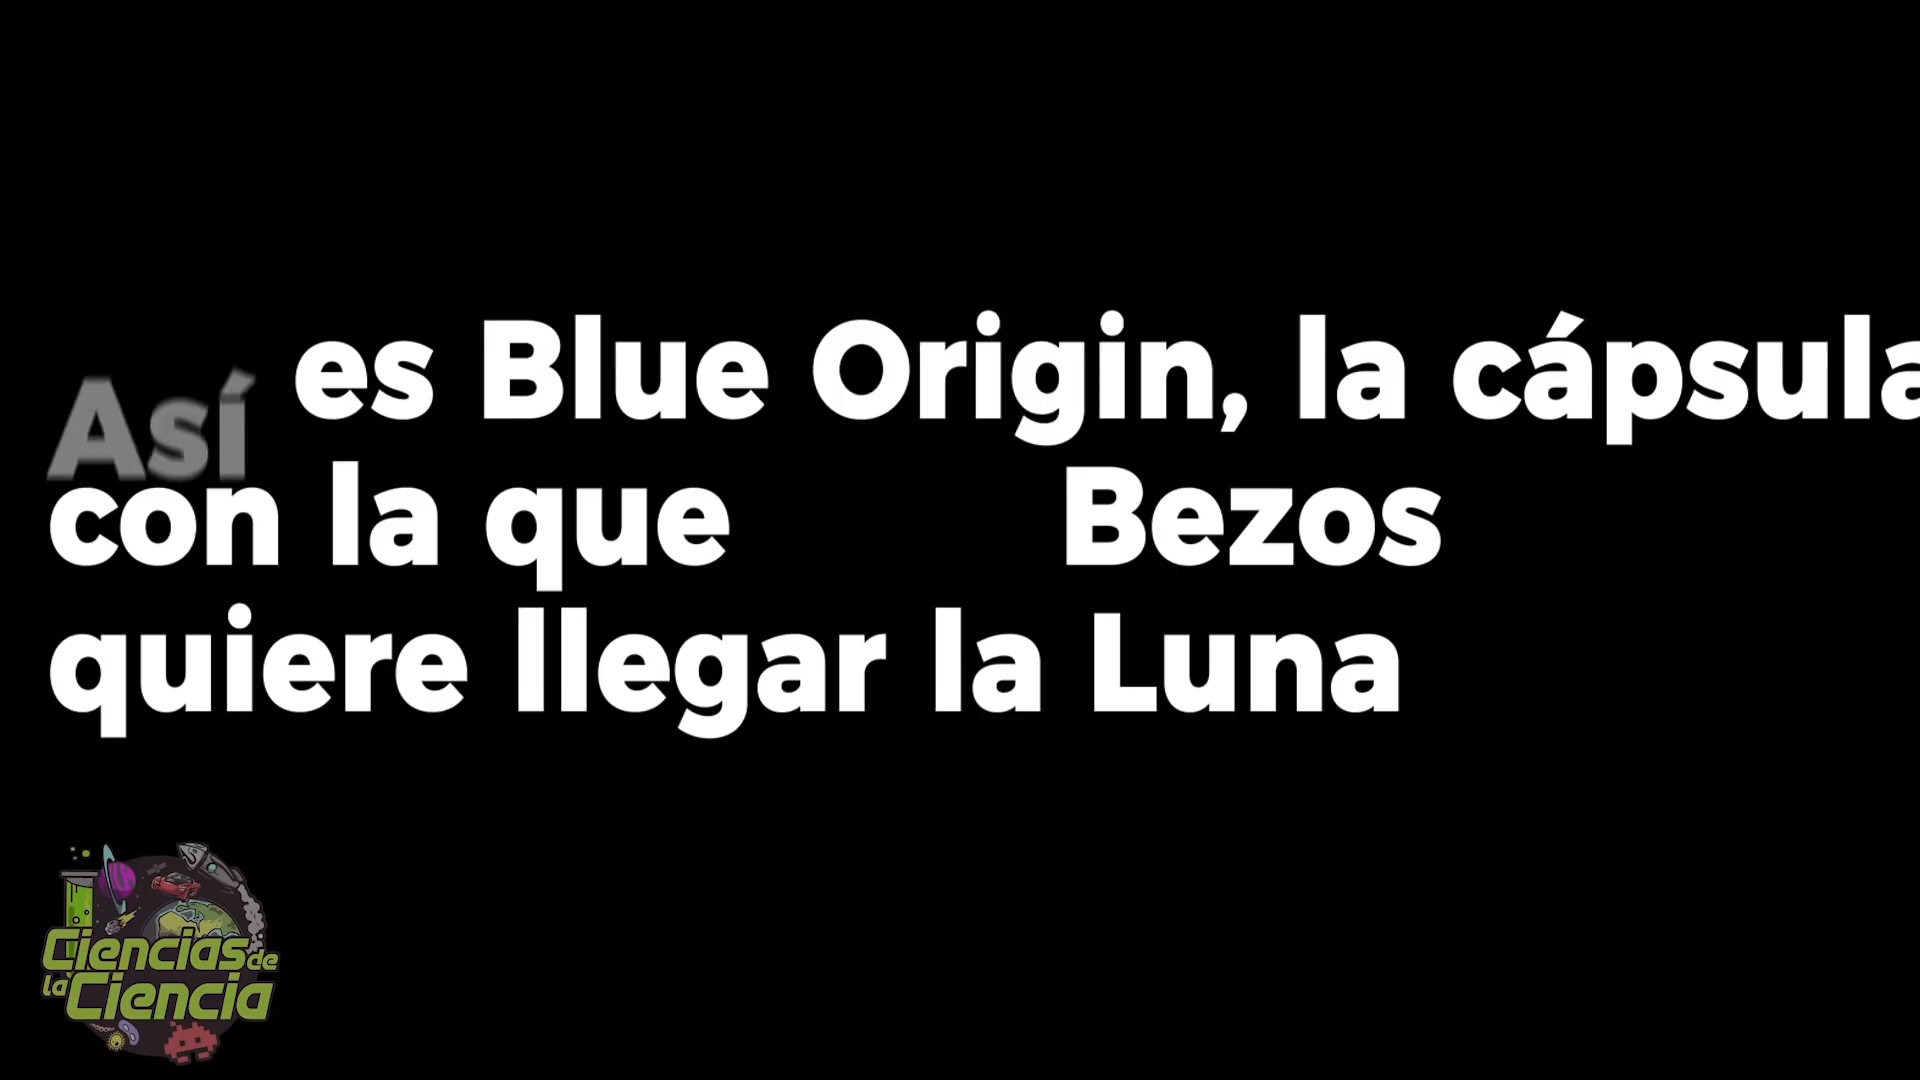 Así es Blue Origin, la cápsula
con la que Bezos
quiere llegar la Luna
Ciencias de
la Ciencia